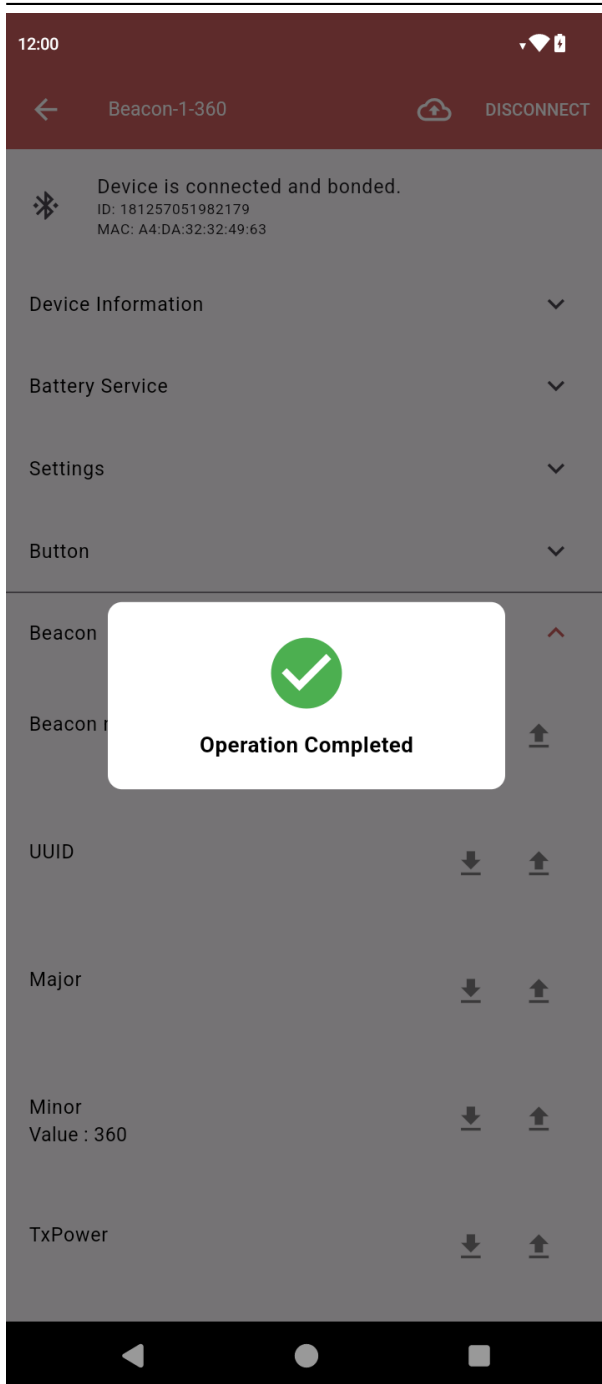 12:00
Beacon-1-360
DISCONNECT
Device is connected and bonded.
ID: 181257051982179
MAC: A4:DA:32:32:49:63
Device Information
Battery Service
Settings
Button
Beacon
Beacon
Operation Completed
UUID
Major
Minor
Value : 360
TxPower